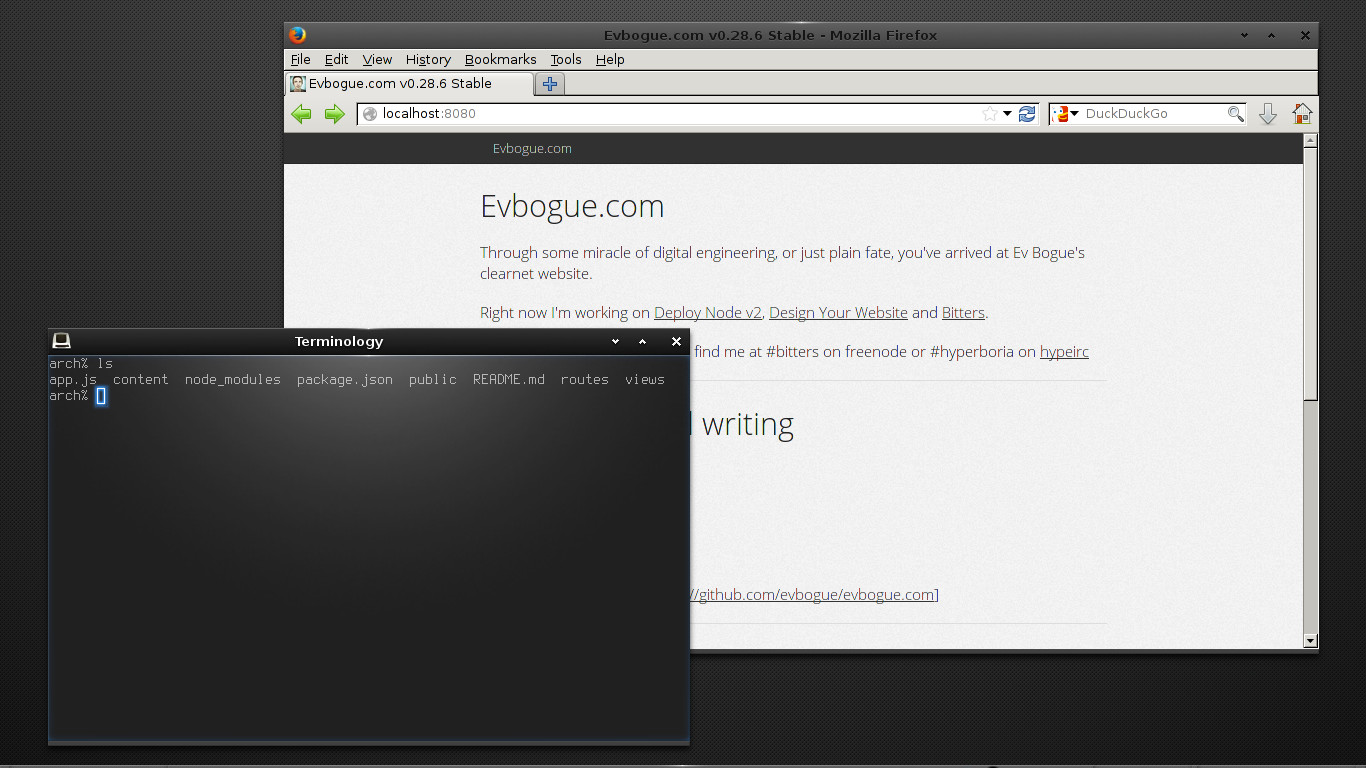 Evbogue.com v0.28.6 Stable - Mozilla Firefox
File Edit View History Bookmarks Tools Help
Evbogue.com v0.28.6 Stable
localhost:8080 DuckDuckGo
Evbogue.com
Evbogue.com
Through some miracle of digital engineering, or just plain fate, you've arrived at Ev Bogue's
clearnet website.
Right now I'm working on Deploy Node v2, Design Your Website and Bitters.
find me at #bitters on freenode or #hyperboria on hypeirc
writing
//github.com/evbogue/evbogue.com]
Terminology
arch% ls
app.js content node_modules package.json public README.md routes views
arch%